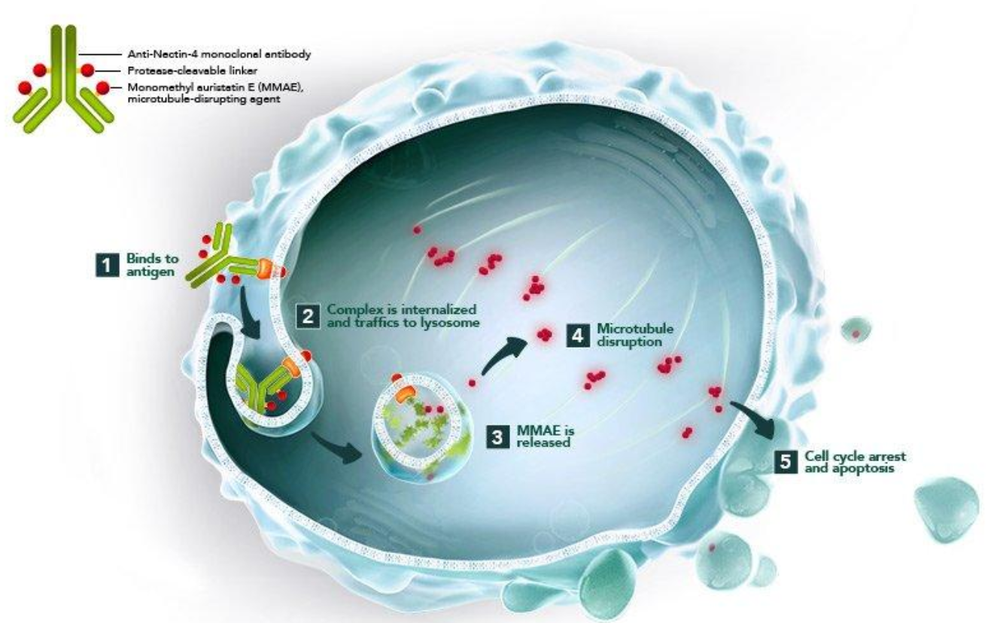 Anti-Nectin-4 monoclonal antibody
Protease-cleavable linker
Monomethyl auristatin E (MMAE),
microtubule-disrupting agent
1 Binds to
antigen
2 Complex is internalized
and traffics to lysosome
3 MMAE is
released
4 Microtubule
disruption
5 Cell cycle arrest
and apoptosis